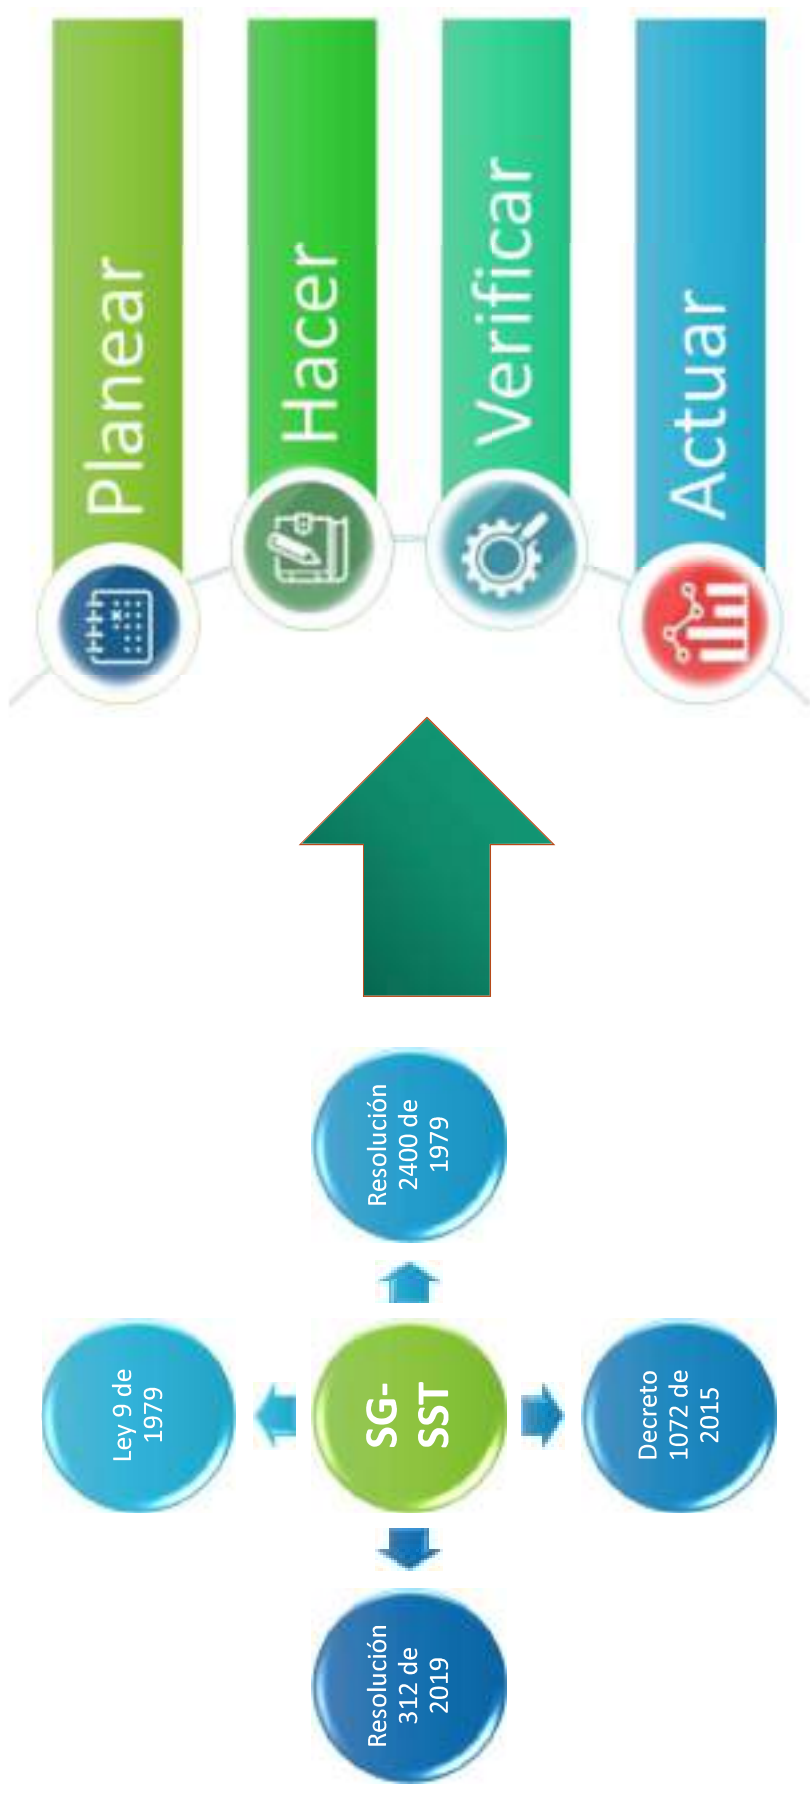 Ley 9 de
1979
Resolución
312 de
2019
SG-
SST
Resolución
2400 de
1979
Decreto
1072 de
2015
Planear
Hacer
Verificar
Actuar